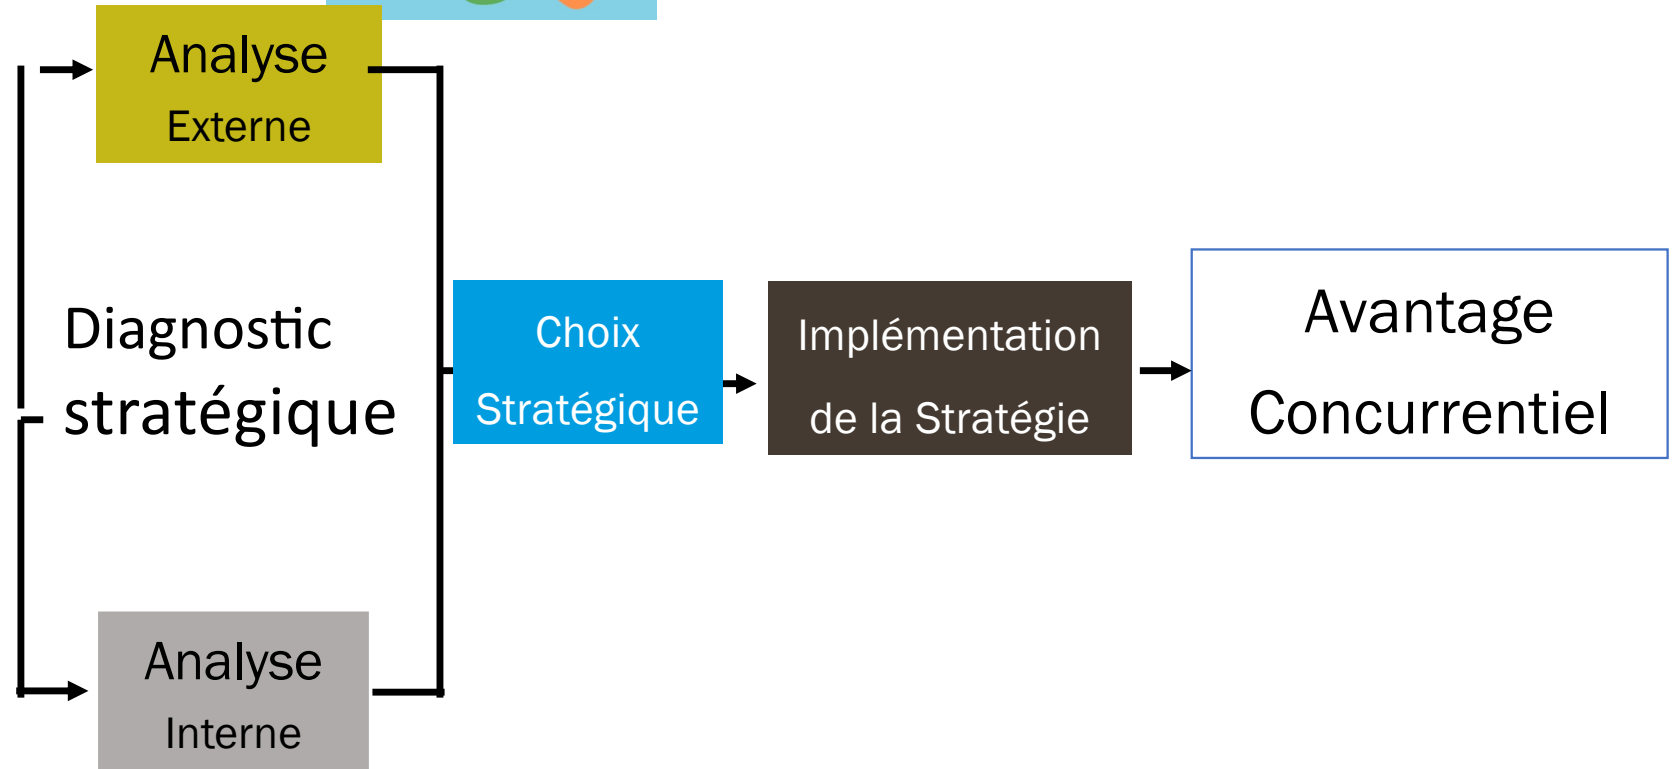 Analyse
Externe
Diagnostic
stratégique
Choix
Stratégique
Implémentation
de la Stratégie
Avantage
Concurrentiel
Analyse
Interne